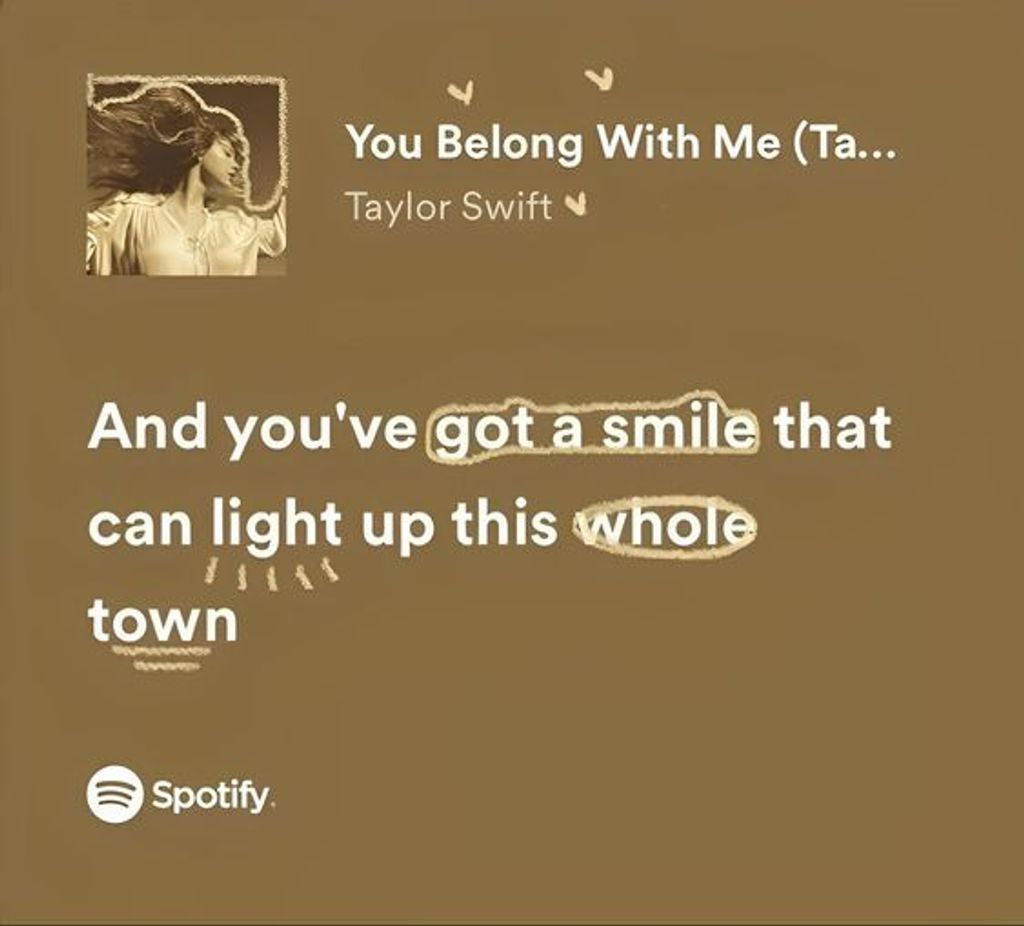 You Belong With Me (Ta...
Taylor Swift
And you've got a smile that
can light up this whole
town
Spotify